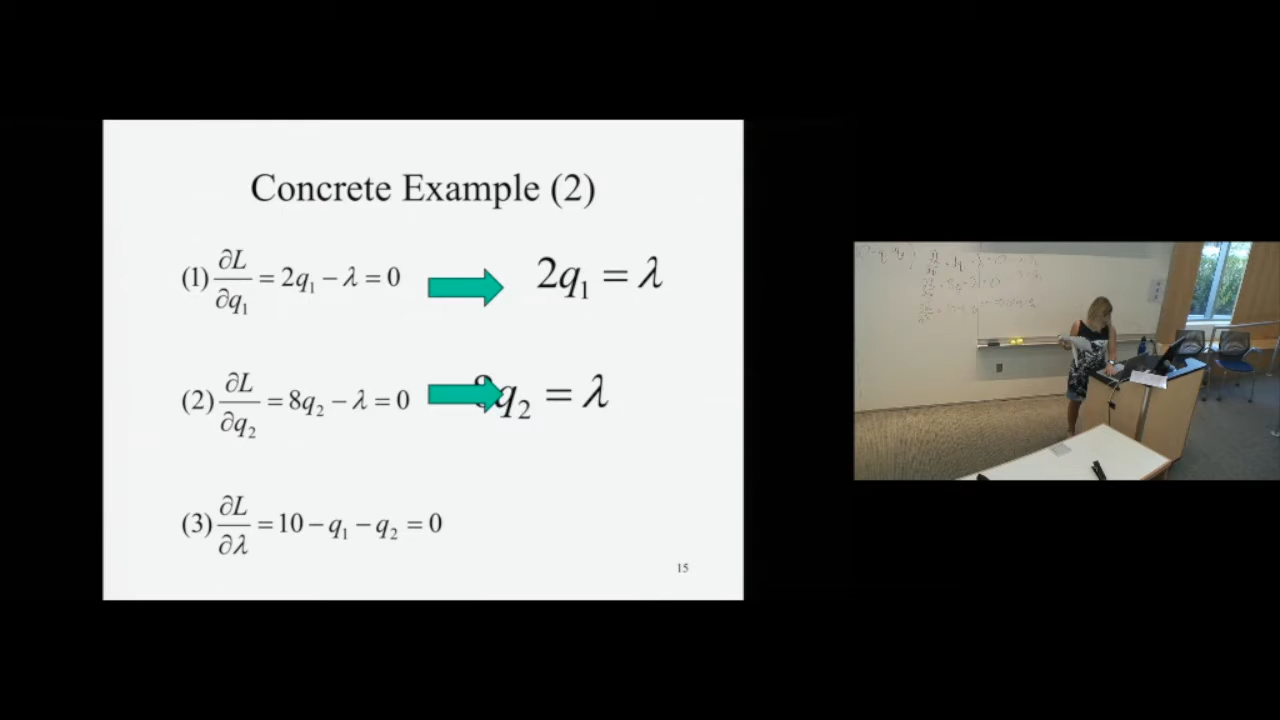 Concrete Example (2)
(1) ∂L/∂q₁ = 2q₁ − λ = 0
2q₁ = λ
(2) ∂L/∂q₂ = 8q₂ − λ = 0
8q₂ = λ
(3) ∂L/∂λ = 10 − q₁ − q₂ = 0
15